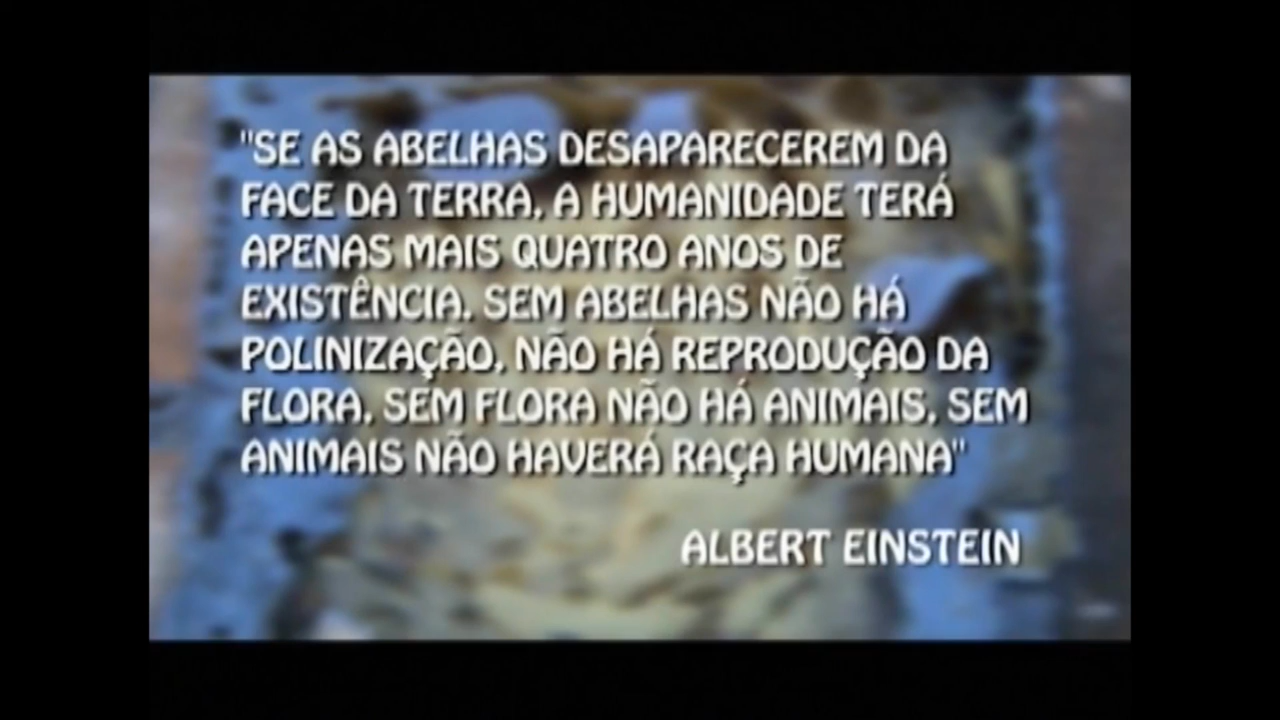 "SE AS ABELHAS DESAPARECEREM DA
FACE DA TERRA, A HUMANIDADE TERÁ
APENAS MAIS QUATRO ANOS DE
EXISTÊNCIA. SEM ABELHAS NÃO HÁ
POLINIZAÇÃO, NÃO HÁ REPRODUÇÃO DA
FLORA, SEM FLORA NÃO HÁ ANIMAIS, SEM
ANIMAIS NÃO HAVERÁ RAÇA HUMANA"
ALBERT EINSTEIN